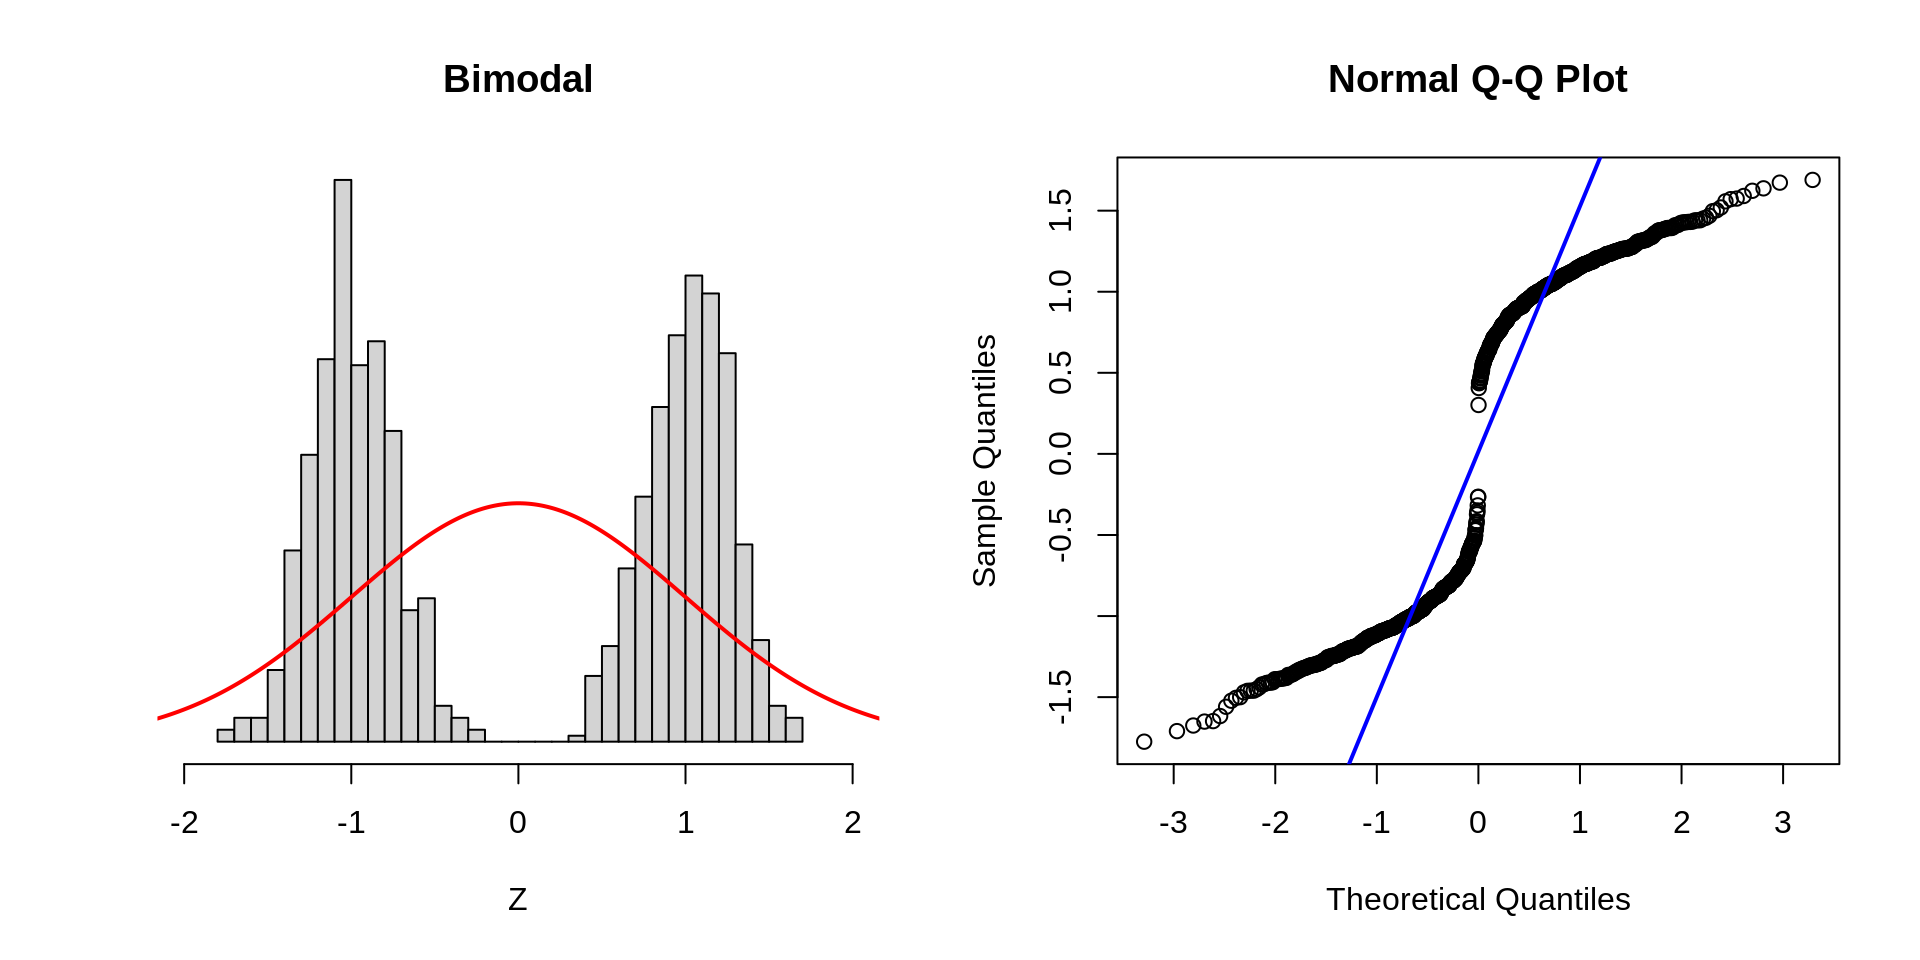 Bimodal
-2 -1 0 1 2
Z
Normal Q-Q Plot
Sample Quantiles
-1.5 -0.5 0.0 0.5 1.0 1.5
-3 -2 -1 0 1 2 3
Theoretical Quantiles